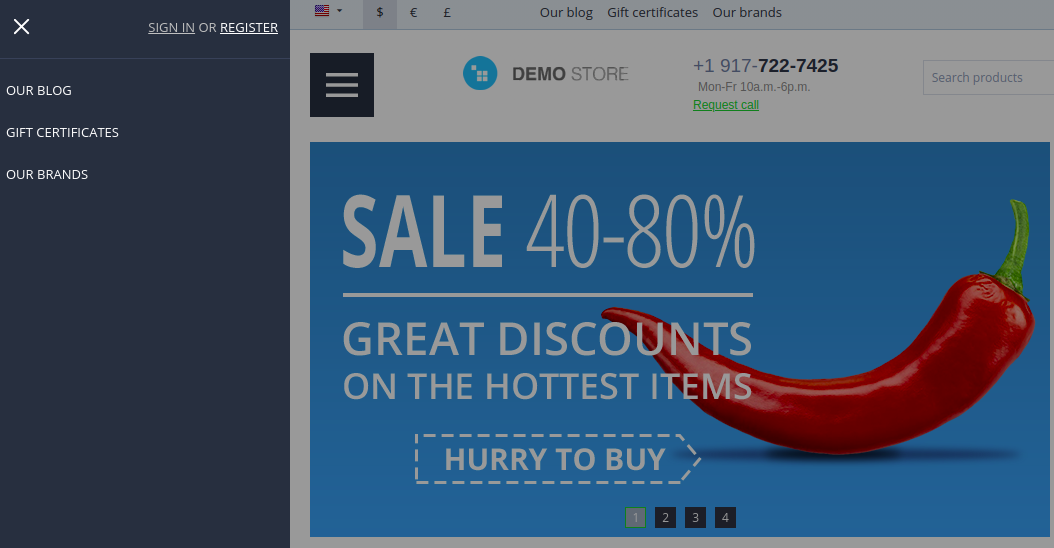 SIGN IN OR REGISTER
OUR BLOG
GIFT CERTIFICATES
OUR BRANDS
$ € £ Our blog Gift certificates Our brands
DEMO STORE
+1 917-722-7425
Mon-Fr 10a.m.-6p.m.
Request call
Search products
SALE 40-80%
GREAT DISCOUNTS
ON THE HOTTEST ITEMS
HURRY TO BUY
1 2 3 4